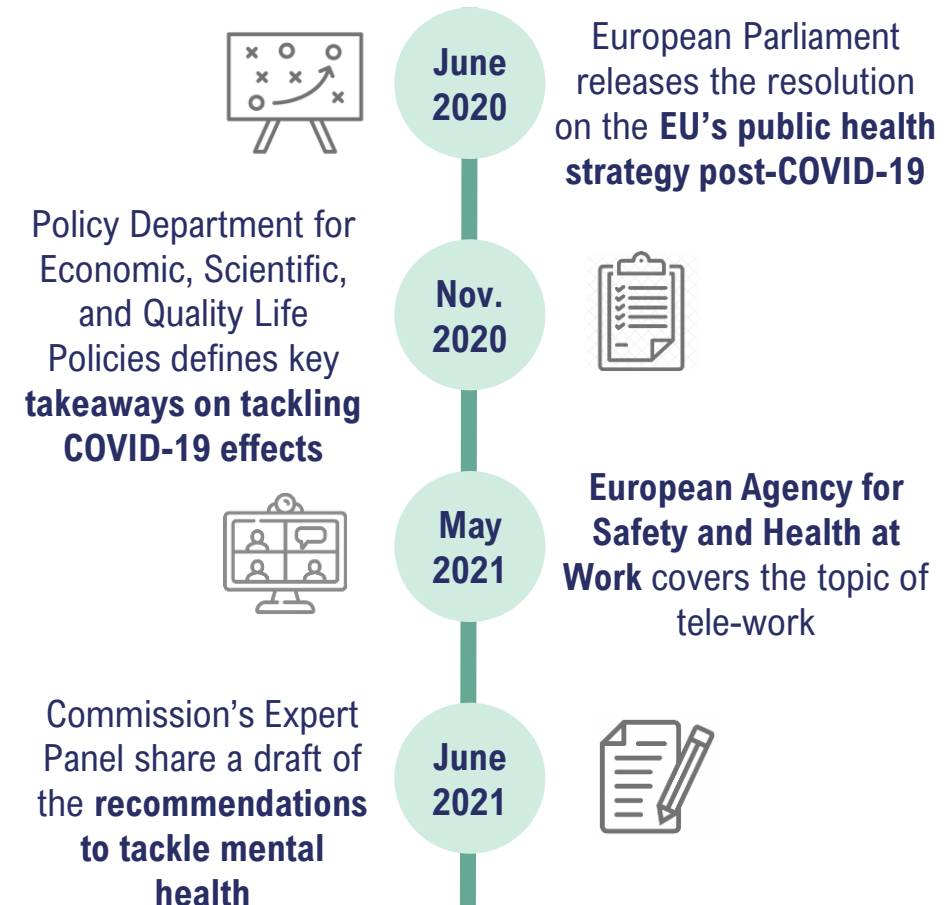 June
2020
European Parliament
releases the resolution
on the EU's public health
strategy post-COVID-19
Policy Department for
Economic, Scientific,
and Quality Life
Policies defines key
takeaways on tackling
COVID-19 effects
Nov.
2020
May
2021
European Agency for
Safety and Health at
Work covers the topic of
tele-work
Commission's Expert
Panel share a draft of
the recommendations
to tackle mental
health
June
2021